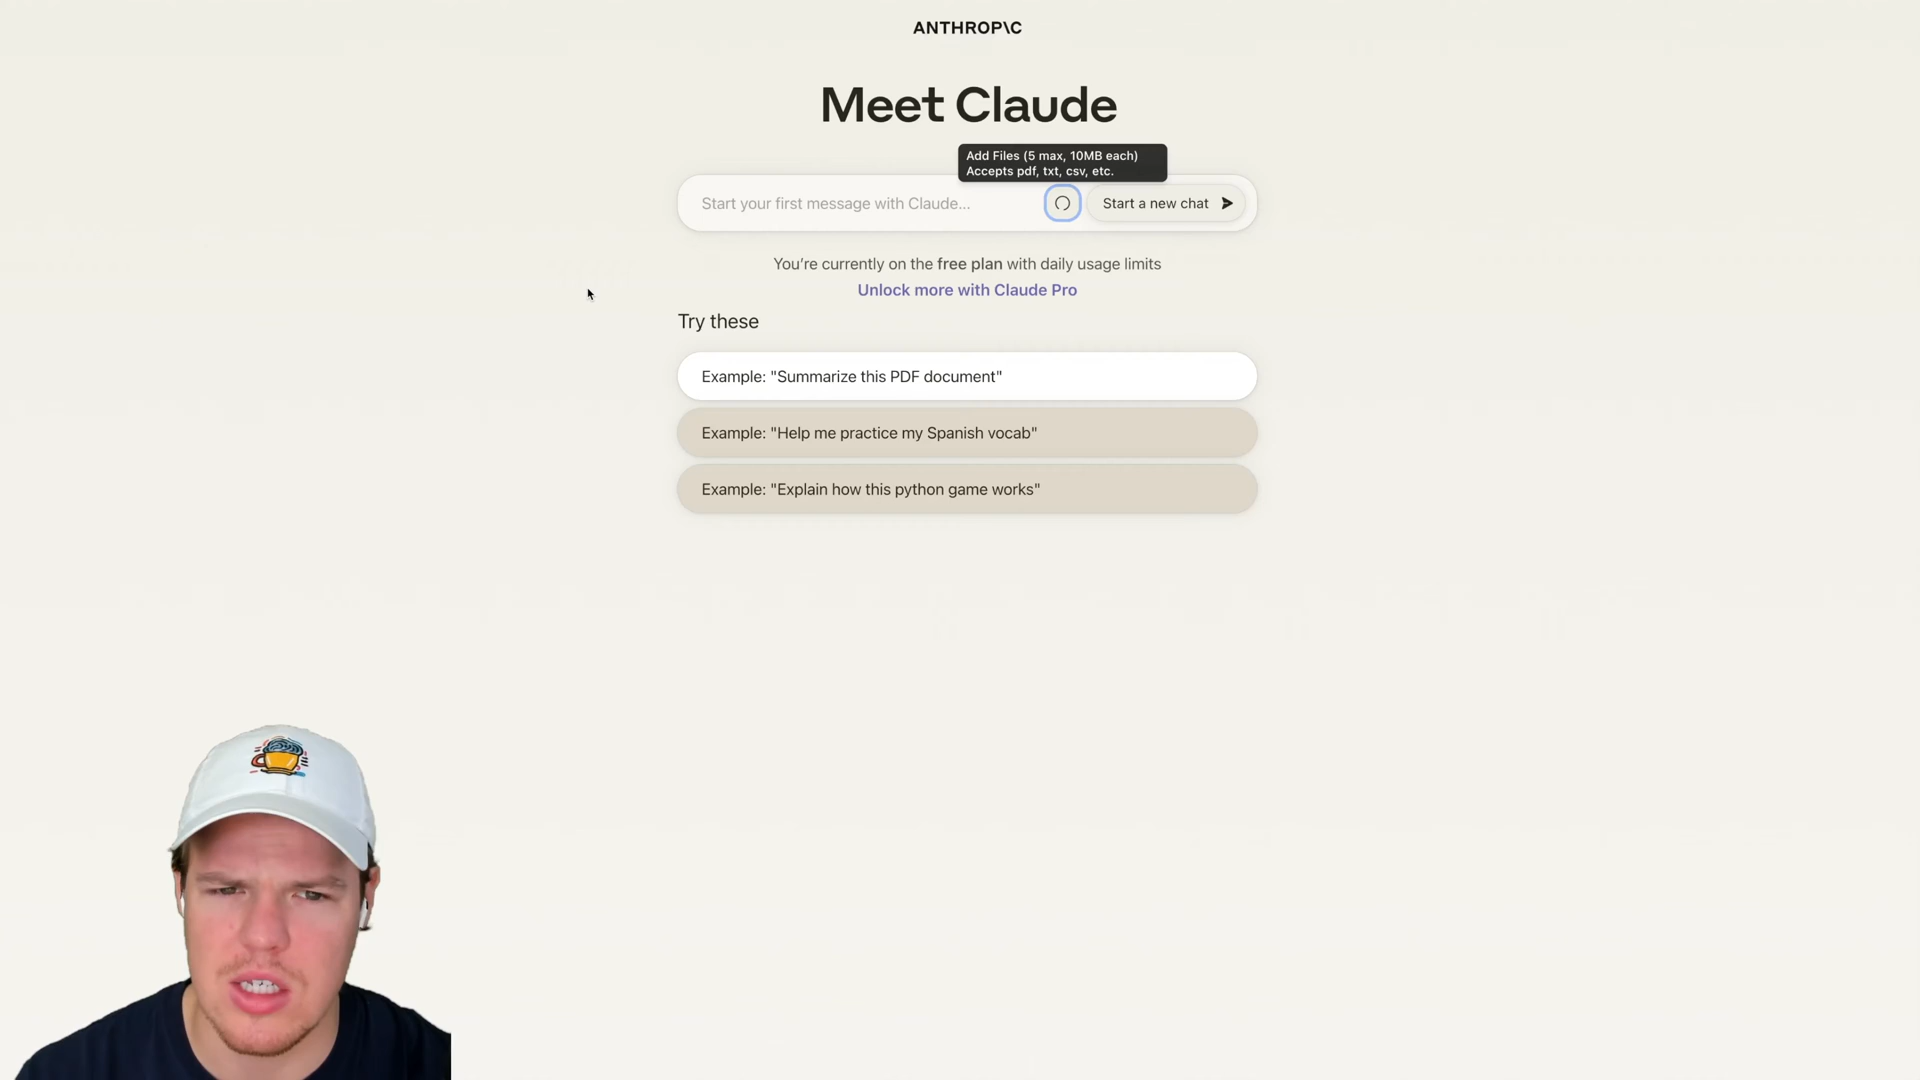 ANTHROP\C
Meet Claude
Add Files (5 max, 10MB each)
Accepts pdf, txt, csv, etc.
Start your first message with Claude...
Start a new chat
You’re currently on the free plan with daily usage limits
Unlock more with Claude Pro
Try these
Example: "Summarize this PDF document"
Example: "Help me practice my Spanish vocab"
Example: "Explain how this python game works"